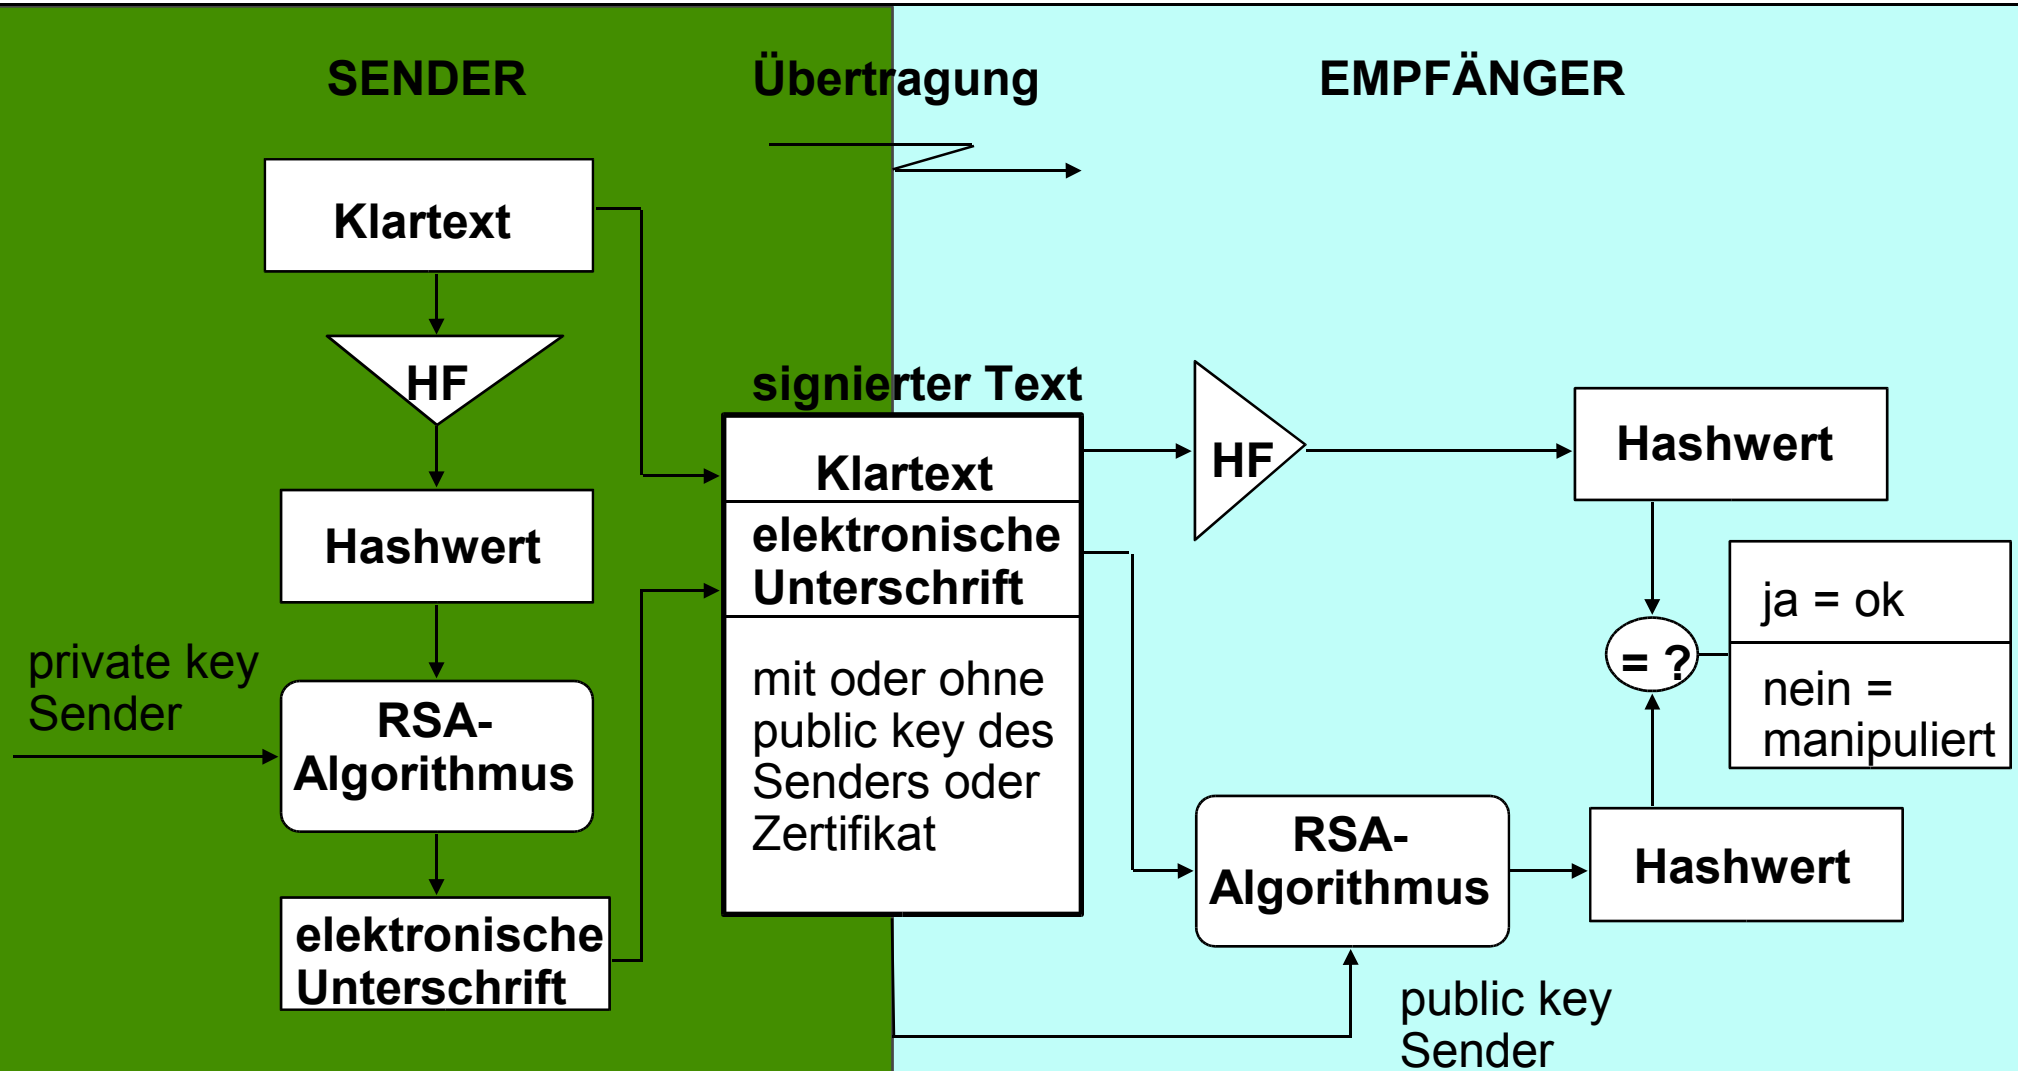 SENDER
Übertragung
EMPFÄNGER
Klartext
HF
Hashwert
private key
Sender
RSA-
Algorithmus
elektronische
Unterschrift
signierter Text
Klartext
elektronische
Unterschrift
mit oder ohne
public key des
Senders oder
Zertifikat
HF
Hashwert
= ?
ja = ok
nein =
manipuliert
RSA-
Algorithmus
Hashwert
public key
Sender